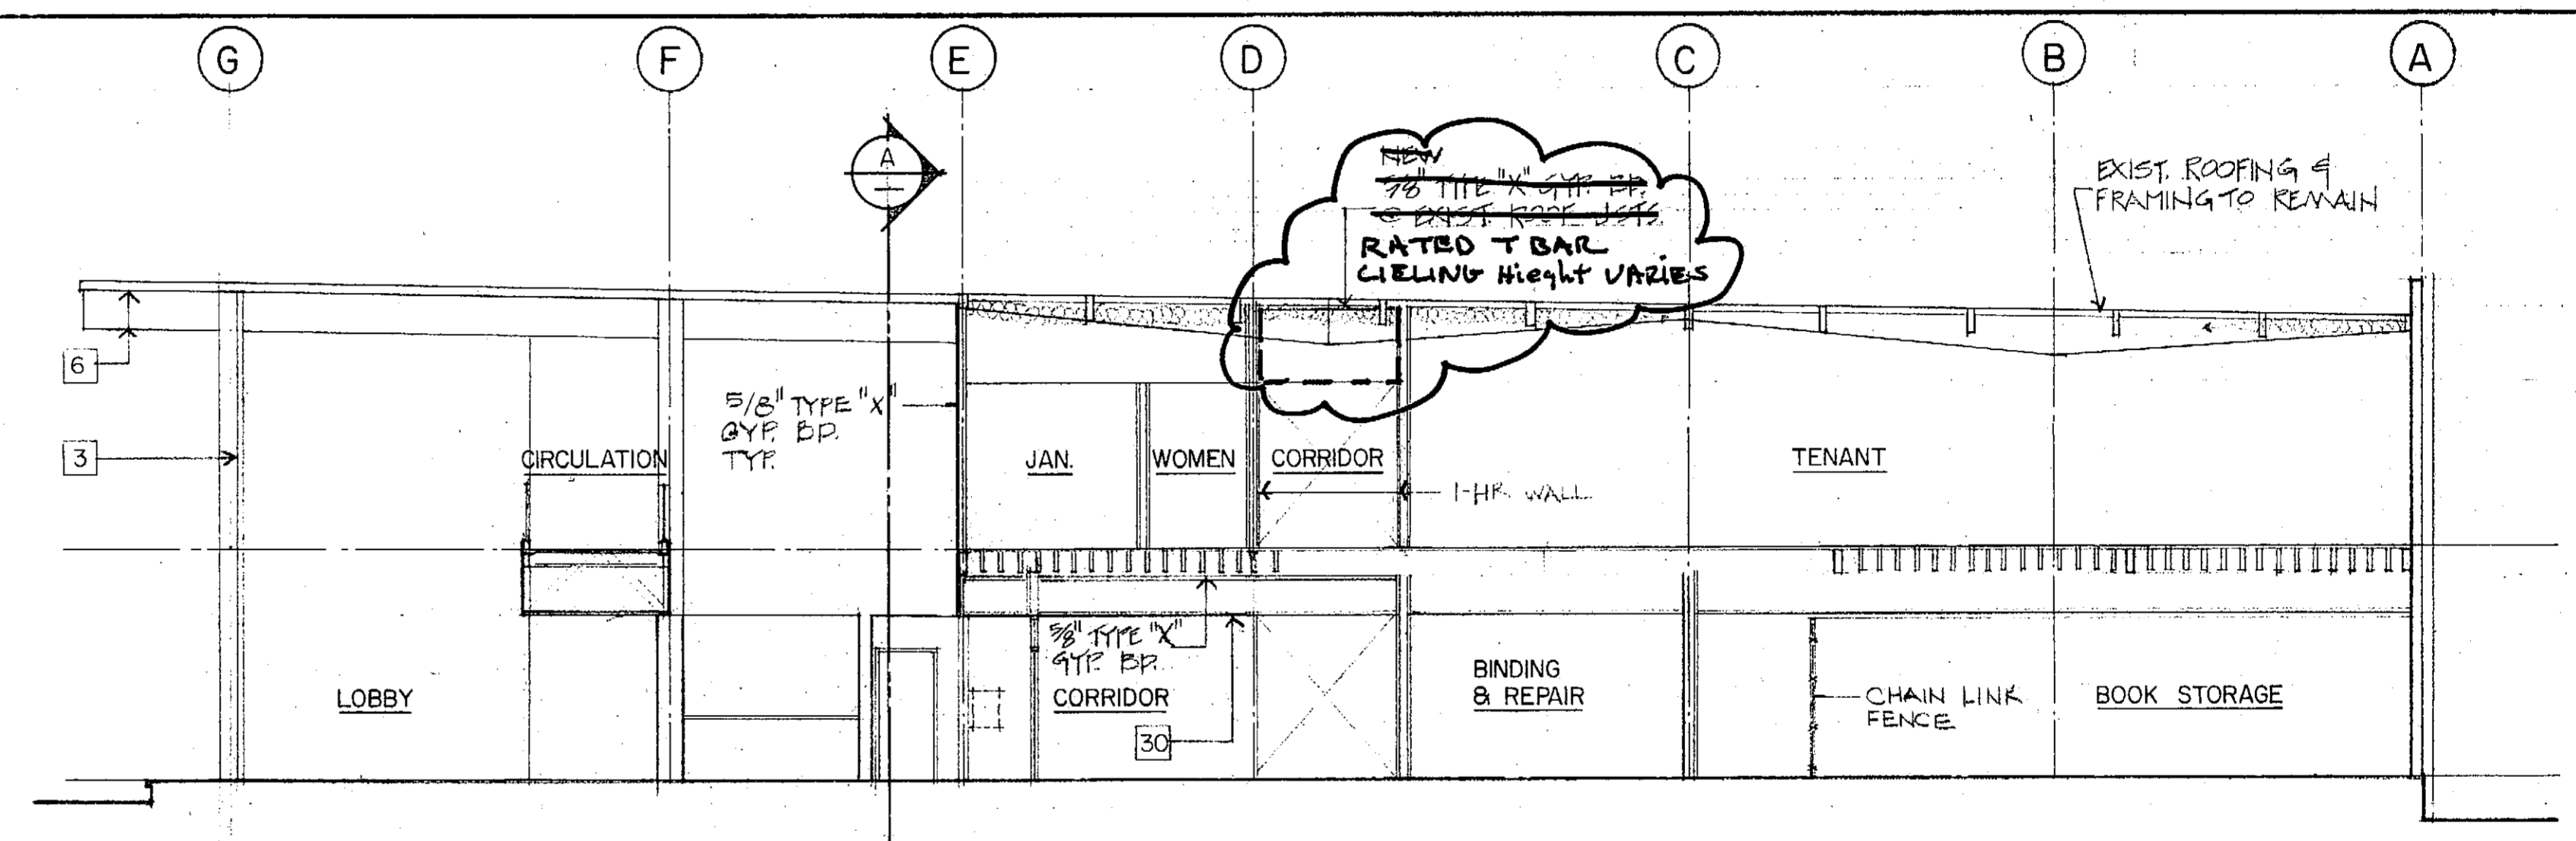 G F E D C B A
A
NEW
5/8" TYPE "X" GYP. BD.
@ EXIST. ROOF JSTS.
RATED T BAR
CIELING Hieght VARIES
EXIST. ROOFING &
FRAMING TO REMAIN
6
5/8" TYPE "X"
GYP. BD.
TYP.
3
CIRCULATION
JAN.
WOMEN
CORRIDOR
TENANT
1-HR. WALL
5/8" TYPE "X"
GYP. BD.
LOBBY
CORRIDOR
30
BINDING
& REPAIR
CHAIN LINK
FENCE
BOOK STORAGE